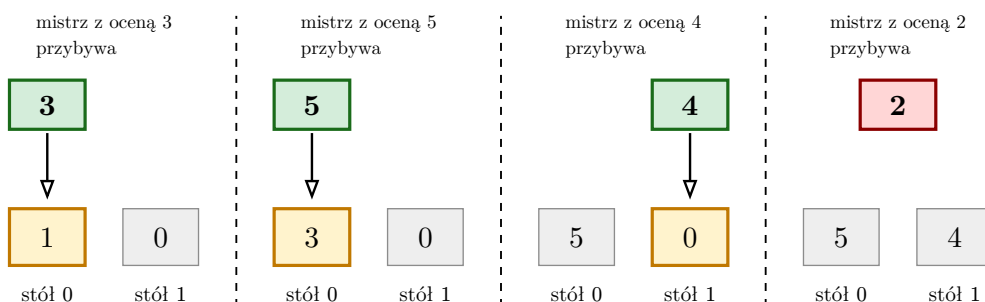 mistrz z oceną 3
przybywa
3
1
0
stół 0
stół 1
mistrz z oceną 5
przybywa
5
3
0
stół 0
stół 1
mistrz z oceną 4
przybywa
4
5
0
stół 0
stół 1
mistrz z oceną 2
przybywa
2
5
4
stół 0
stół 1